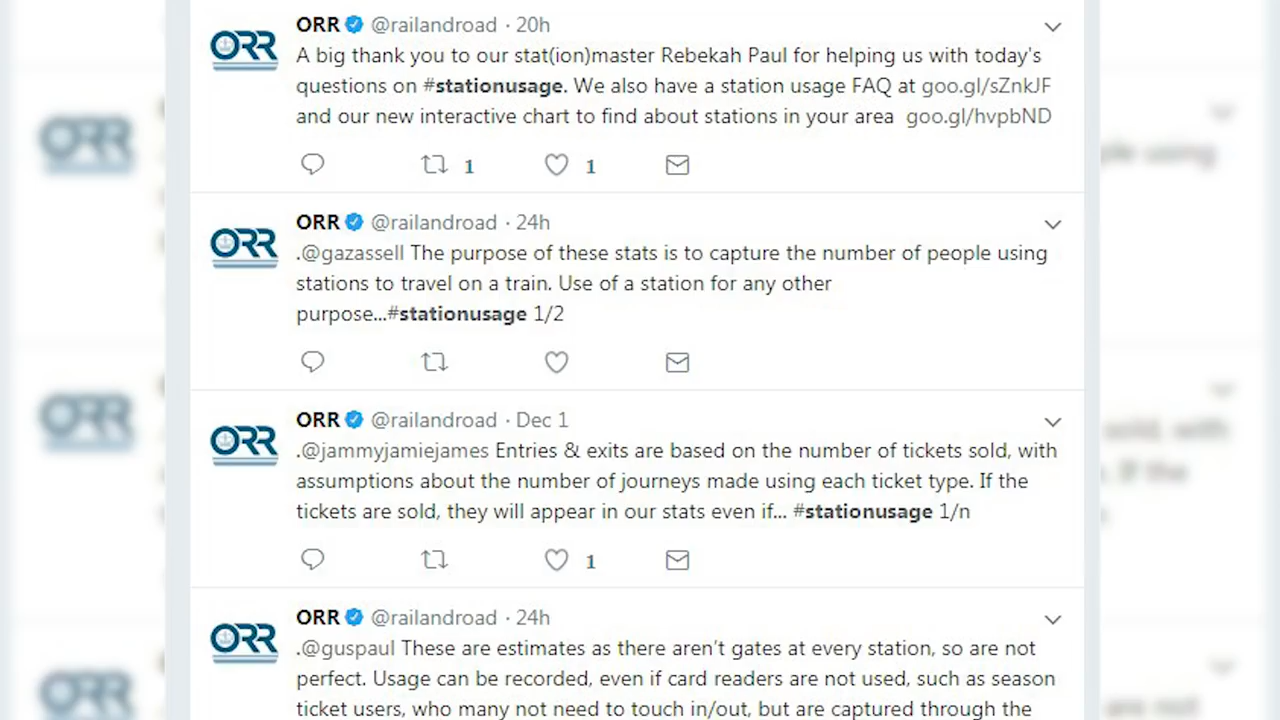 ORR @railandroad · 20h
A big thank you to our stat(ion)master Rebekah Paul for helping us with today's
questions on #stationusage. We also have a station usage FAQ at goo.gl/sZnkJF
and our new interactive chart to find about stations in your area goo.gl/hvpbND
1 1
ORR @railandroad · 24h
.@gazassell The purpose of these stats is to capture the number of people using
stations to travel on a train. Use of a station for any other
purpose...#stationusage 1/2
ORR @railandroad · Dec 1
.@jammyjamiejames Entries & exits are based on the number of tickets sold, with
assumptions about the number of journeys made using each ticket type. If the
tickets are sold, they will appear in our stats even if... #stationusage 1/n
1
ORR @railandroad · 24h
.@guspaul These are estimates as there aren't gates at every station, so are not
perfect. Usage can be recorded, even if card readers are not used, such as season
ticket users, who many not need to touch in/out, but are captured through the